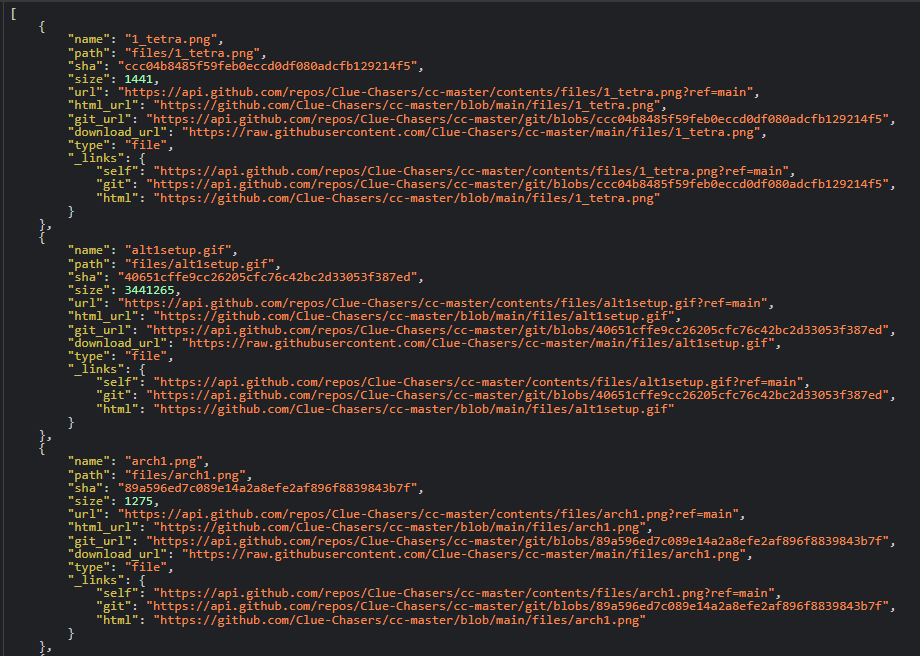 [
{
"name": "1_tetra.png",
"path": "files/1_tetra.png",
"sha": "ccc04b8485f59feb0eccd0df080adcfb129214f5",
"size": 1441,
"url": "https://api.github.com/repos/Clue-Chasers/cc-master/contents/files/1_tetra.png?ref=main",
"html_url": "https://github.com/Clue-Chasers/cc-master/blob/main/files/1_tetra.png",
"git_url": "https://api.github.com/repos/Clue-Chasers/cc-master/git/blobs/ccc04b8485f59feb0eccd0df080adcfb129214f5",
"download_url": "https://raw.githubusercontent.com/Clue-Chasers/cc-master/main/files/1_tetra.png",
"type": "file",
"_links": {
"self": "https://api.github.com/repos/Clue-Chasers/cc-master/contents/files/1_tetra.png?ref=main",
"git": "https://api.github.com/repos/Clue-Chasers/cc-master/git/blobs/ccc04b8485f59feb0eccd0df080adcfb129214f5",
"html": "https://github.com/Clue-Chasers/cc-master/blob/main/files/1_tetra.png"
}
},
{
"name": "alt1setup.gif",
"path": "files/alt1setup.gif",
"sha": "40651cffe9cc26205cfc76c42bc2d33053f387ed",
"size": 3441265,
"url": "https://api.github.com/repos/Clue-Chasers/cc-master/contents/files/alt1setup.gif?ref=main",
"html_url": "https://github.com/Clue-Chasers/cc-master/blob/main/files/alt1setup.gif",
"git_url": "https://api.github.com/repos/Clue-Chasers/cc-master/git/blobs/40651cffe9cc26205cfc76c42bc2d33053f387ed",
"download_url": "https://raw.githubusercontent.com/Clue-Chasers/cc-master/main/files/alt1setup.gif",
"type": "file",
"_links": {
"self": "https://api.github.com/repos/Clue-Chasers/cc-master/contents/files/alt1setup.gif?ref=main",
"git": "https://api.github.com/repos/Clue-Chasers/cc-master/git/blobs/40651cffe9cc26205cfc76c42bc2d33053f387ed",
"html": "https://github.com/Clue-Chasers/cc-master/blob/main/files/alt1setup.gif"
}
},
{
"name": "arch1.png",
"path": "files/arch1.png",
"sha": "89a596ed7c089e14a2a8efe2af896f8839843b7f",
"size": 1275,
"url": "https://api.github.com/repos/Clue-Chasers/cc-master/contents/files/arch1.png?ref=main",
"html_url": "https://github.com/Clue-Chasers/cc-master/blob/main/files/arch1.png",
"git_url": "https://api.github.com/repos/Clue-Chasers/cc-master/git/blobs/89a596ed7c089e14a2a8efe2af896f8839843b7f",
"download_url": "https://raw.githubusercontent.com/Clue-Chasers/cc-master/main/files/arch1.png",
"type": "file",
"_links": {
"self": "https://api.github.com/repos/Clue-Chasers/cc-master/contents/files/arch1.png?ref=main",
"git": "https://api.github.com/repos/Clue-Chasers/cc-master/git/blobs/89a596ed7c089e14a2a8efe2af896f8839843b7f",
"html": "https://github.com/Clue-Chasers/cc-master/blob/main/files/arch1.png"
}
},